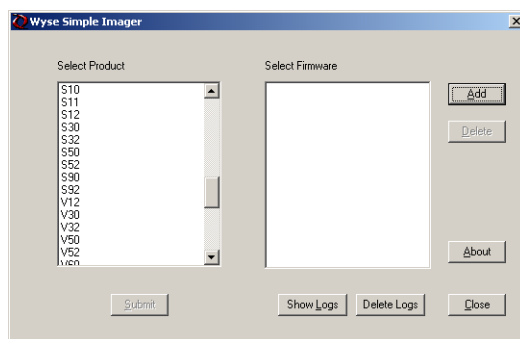 Wyse Simple Imager
Select Product
Select Firmware
S10
S11
S12
S30
S32
S50
S52
S90
S92
V12
V30
V32
V50
V52
Add
Delete
About
Submit
Show Logs
Delete Logs
Close